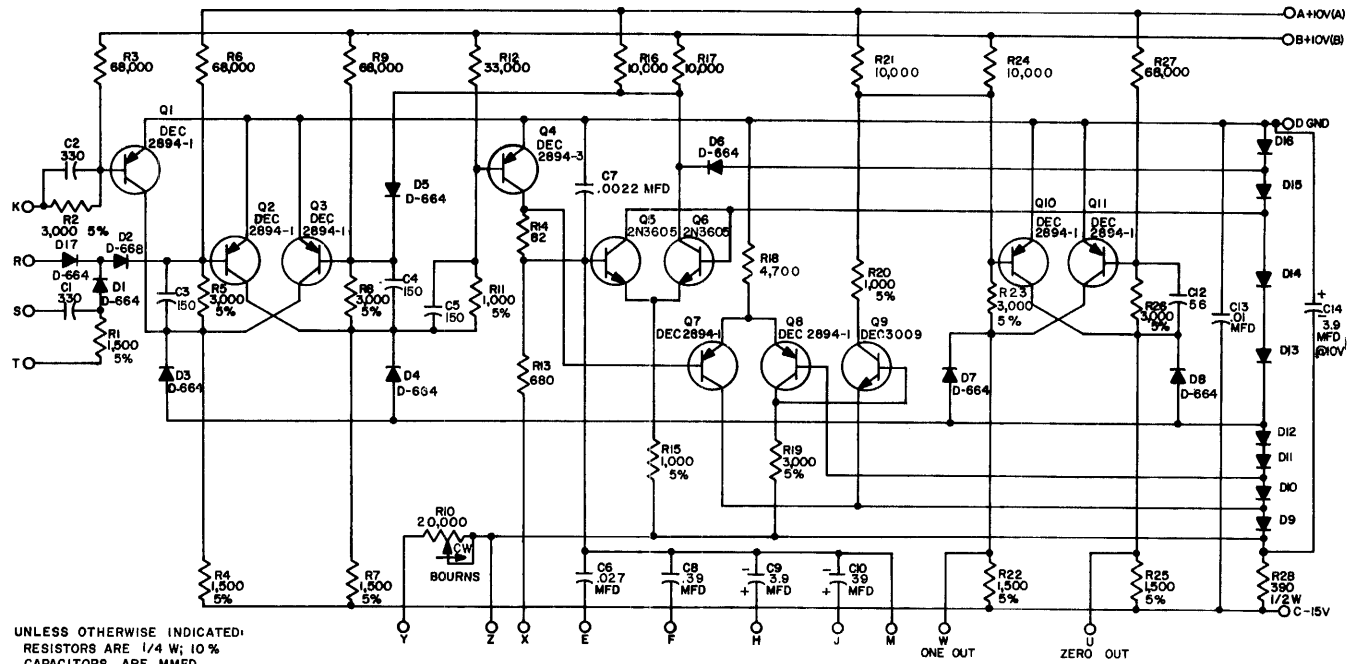 A+10V(A)
B+10V(B)
R3
68,000
R6
68,000
R9
68,000
R12
33,000
R16
10,000
R17
10,000
R21
10,000
R24
10,000
R27
68,000
Q1
DEC
2894-1
C2
330
K
R2
3,000 5%
R
D17
D-664
D2
D-668
C1
330
D1
D-664
S
R1
1,500
5%
T
C3
150
R5
3,000
5%
D3
D-664
Q2
DEC
2894-1
Q3
DEC
2894-1
R8
3,000
5%
D5
D-664
C4
150
C5
150
D4
D-664
R11
1,000
5%
Q4
DEC
2894-3
R14
82
R13
680
C7
.0022 MFD
Q5
2N3605
Q6
2N3605
D6
D-664
R18
4,700
R20
1,000
5%
Q7
DEC2894-1
Q8
DEC 2894-1
Q9
DEC3009
R15
1,000
5%
R19
3,000
5%
Q10
DEC
2894-1
Q11
DEC
2894-1
R23
3,000
5%
R26
3,000
5%
C12
56
C13
.01
MFD
D7
D-664
D8
D-664
D GND
D16
D15
D14
D13
D12
D11
D10
D9
+
C14
-
3.9
MFD
@10V
R10
20,000
CW
BOURNS
R4
1,500
5%
R7
1,500
5%
C6
.027
MFD
C8
.39
MFD
-
+
C9
3.9
MFD
-
+
C10
39
MFD
R22
1,500
5%
R25
1,500
5%
R28
390
1/2 W
C-15V
Y
Z
X
E
F
H
J
M
W
ONE OUT
U
ZERO OUT
UNLESS OTHERWISE INDICATED:
RESISTORS ARE 1/4 W; 10%
CAPACITORS ARE MMFD